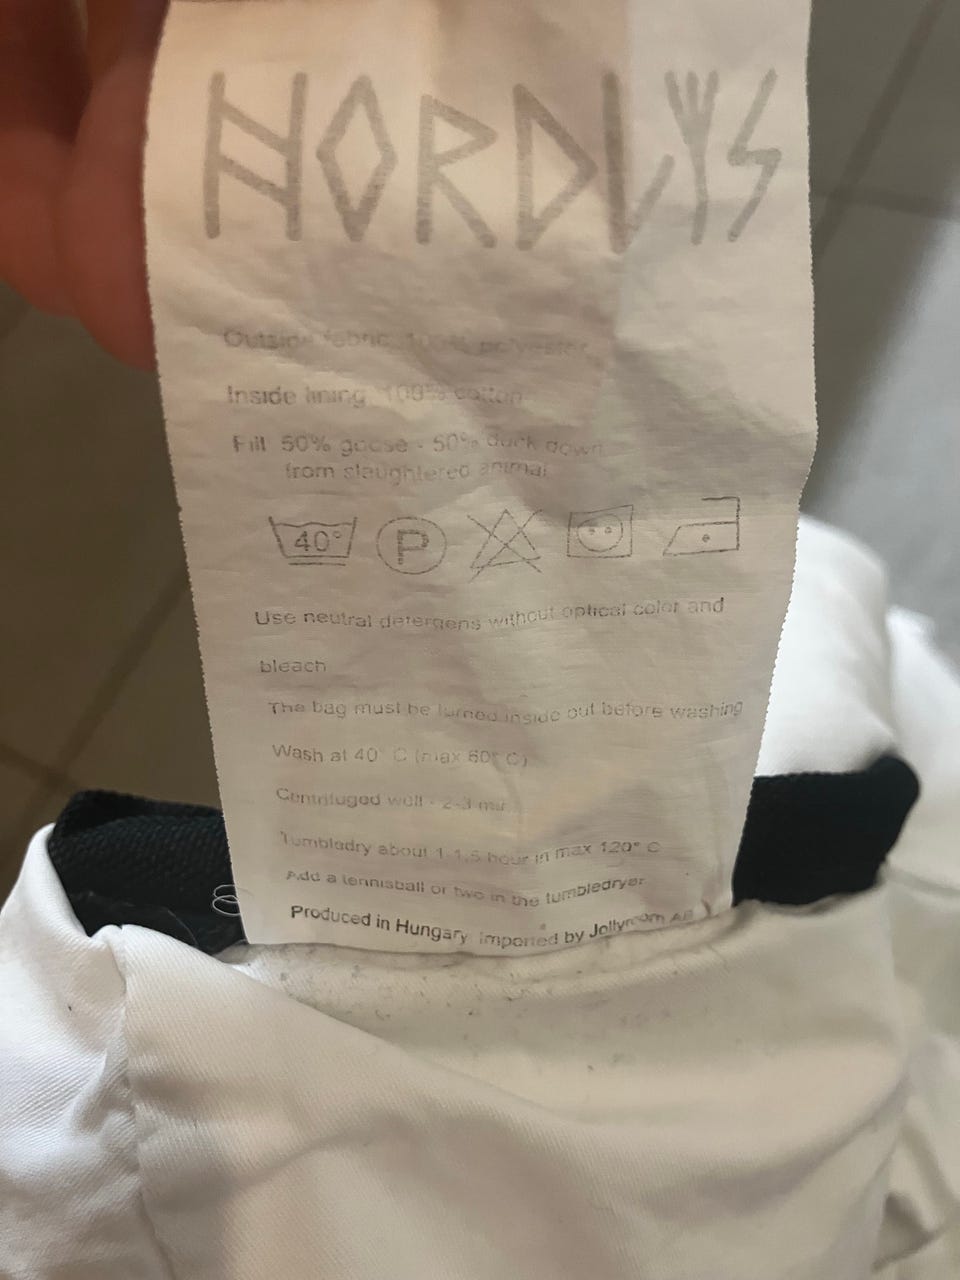 NORDLYS
Outside fabric 100% polyester
Inside lining 100% cotton
Fill 50% goose - 50% duck down
from slaughtered animal
40° P
Use neutral detergens without optical color and
bleach
The bag must be turned inside out before washing
Wash at 40° C (max 60° C)
Centrifuged well - 2-3 min
Tumbledry about 1-1,5 hour in max 120° C
Add a tennisball or two in the tumbledryer
Produced in Hungary Imported by Jollyroom AB